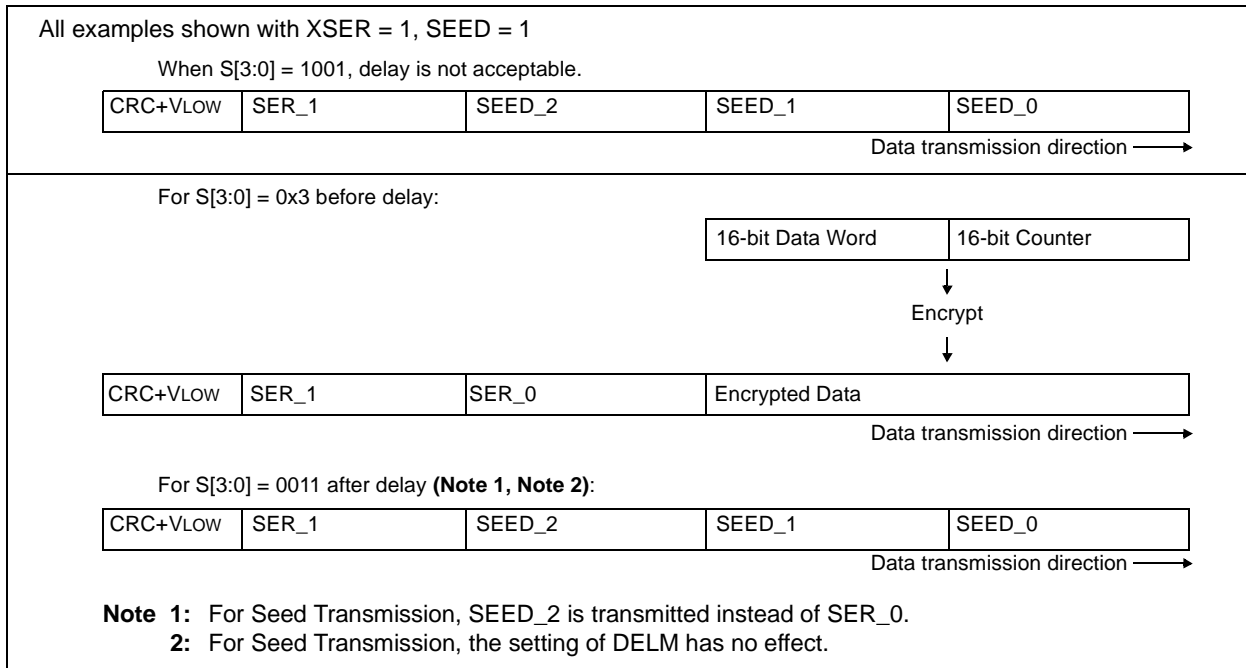 All examples shown with XSER = 1, SEED = 1
When S[3:0] = 1001, delay is not acceptable.
CRC+VLOW SER_1 SEED_2 SEED_1 SEED_0
Data transmission direction
For S[3:0] = 0x3 before delay:
16-bit Data Word 16-bit Counter
Encrypt
CRC+VLOW SER_1 SER_0 Encrypted Data
Data transmission direction
For S[3:0] = 0011 after delay (Note 1, Note 2):
CRC+VLOW SER_1 SEED_2 SEED_1 SEED_0
Data transmission direction
Note 1: For Seed Transmission, SEED_2 is transmitted instead of SER_0.
2: For Seed Transmission, the setting of DELM has no effect.